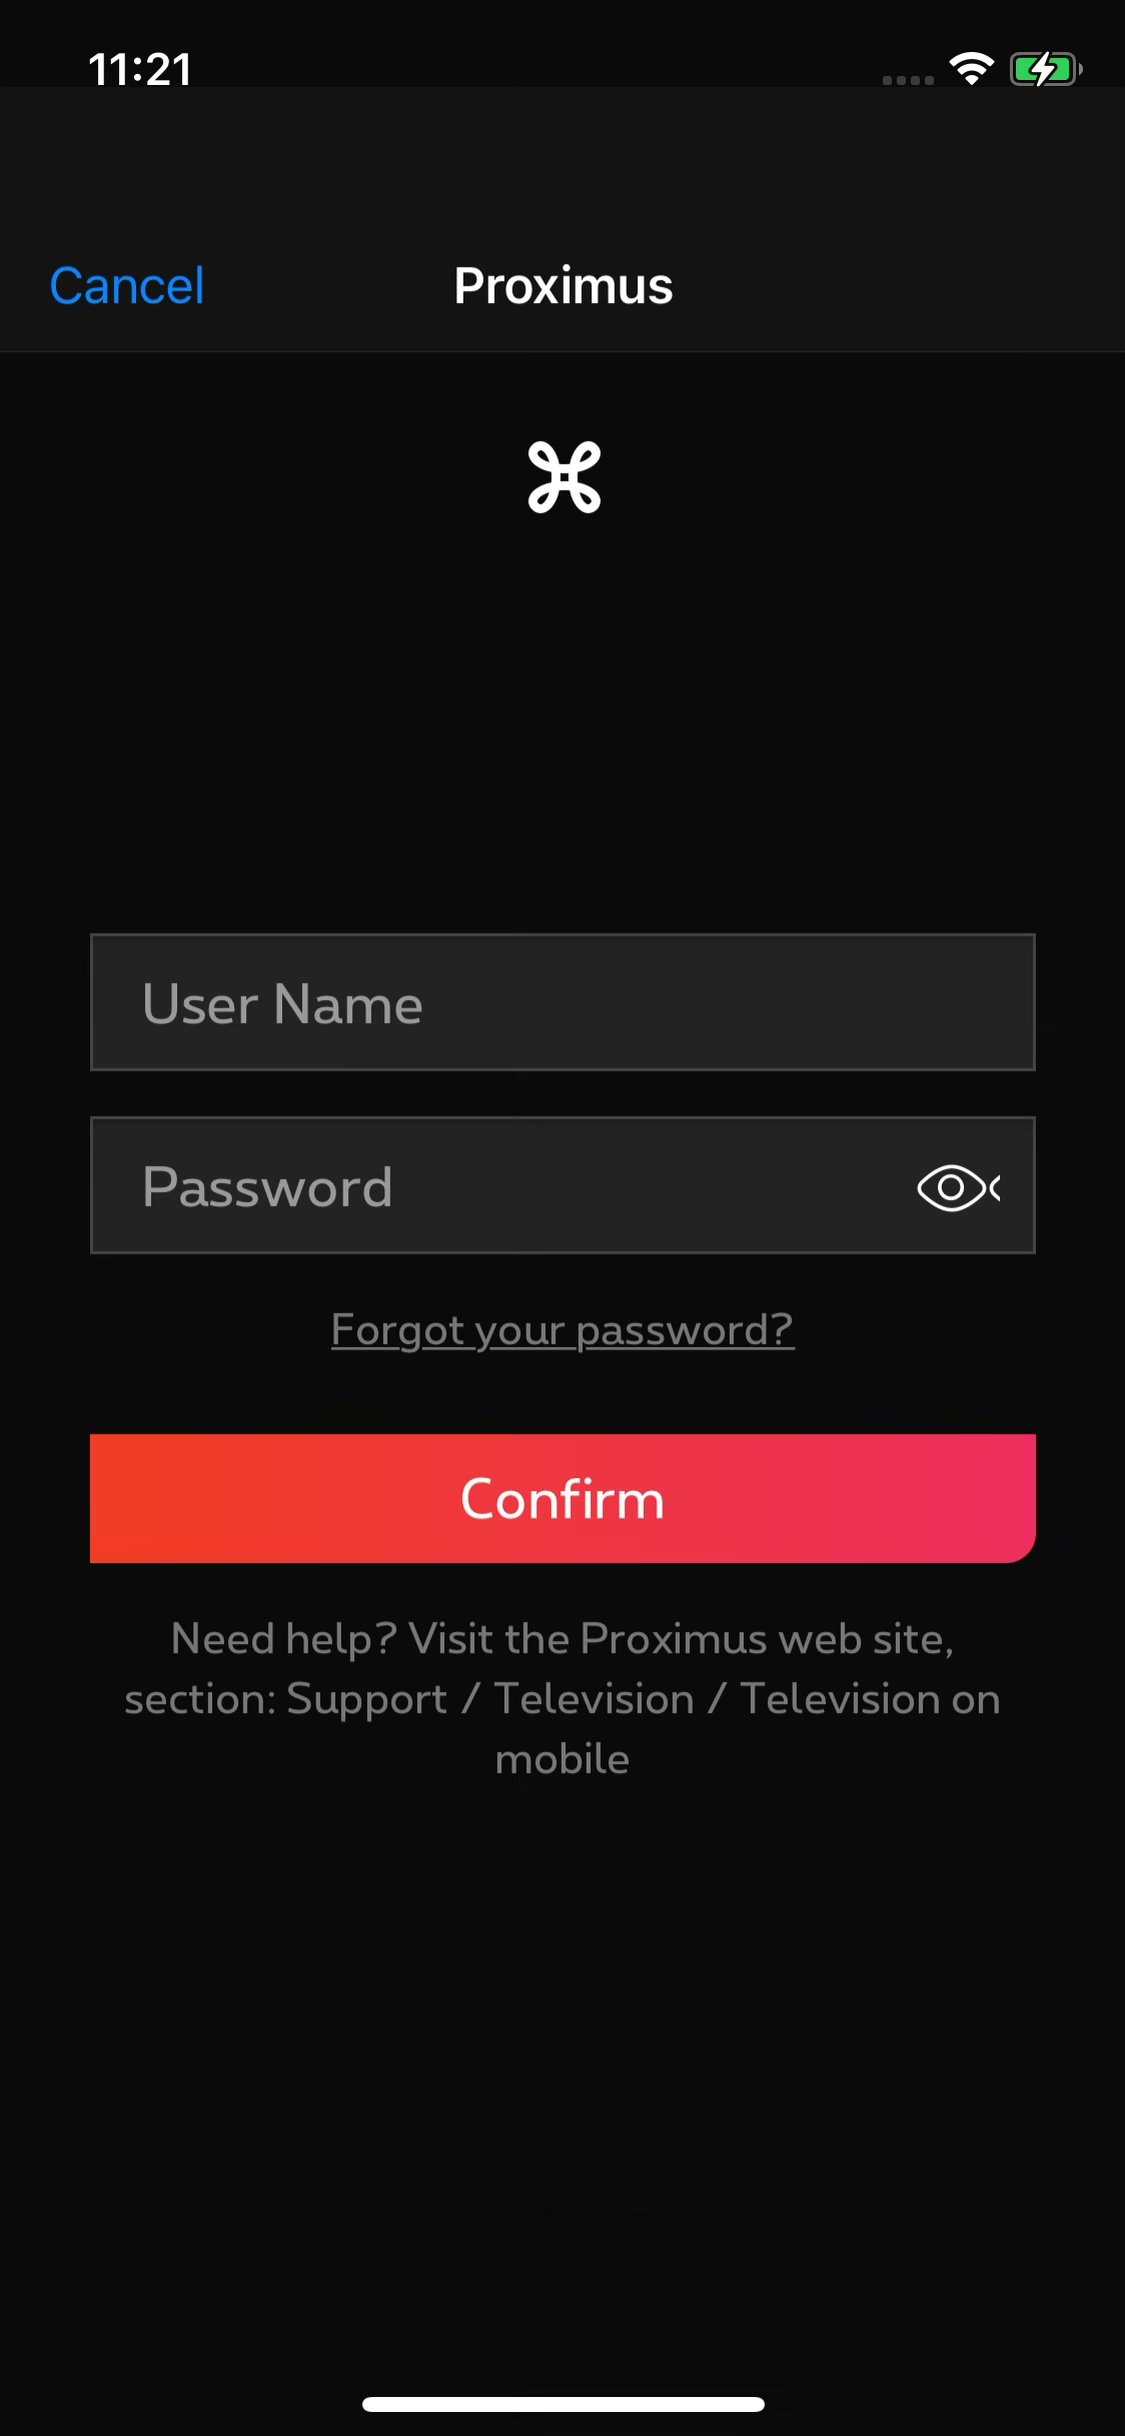 11:21
Cancel
Proximus
User Name
Password
Forgot your password?
Confirm
Need help? Visit the Proximus web site,
section: Support / Television / Television on
mobile